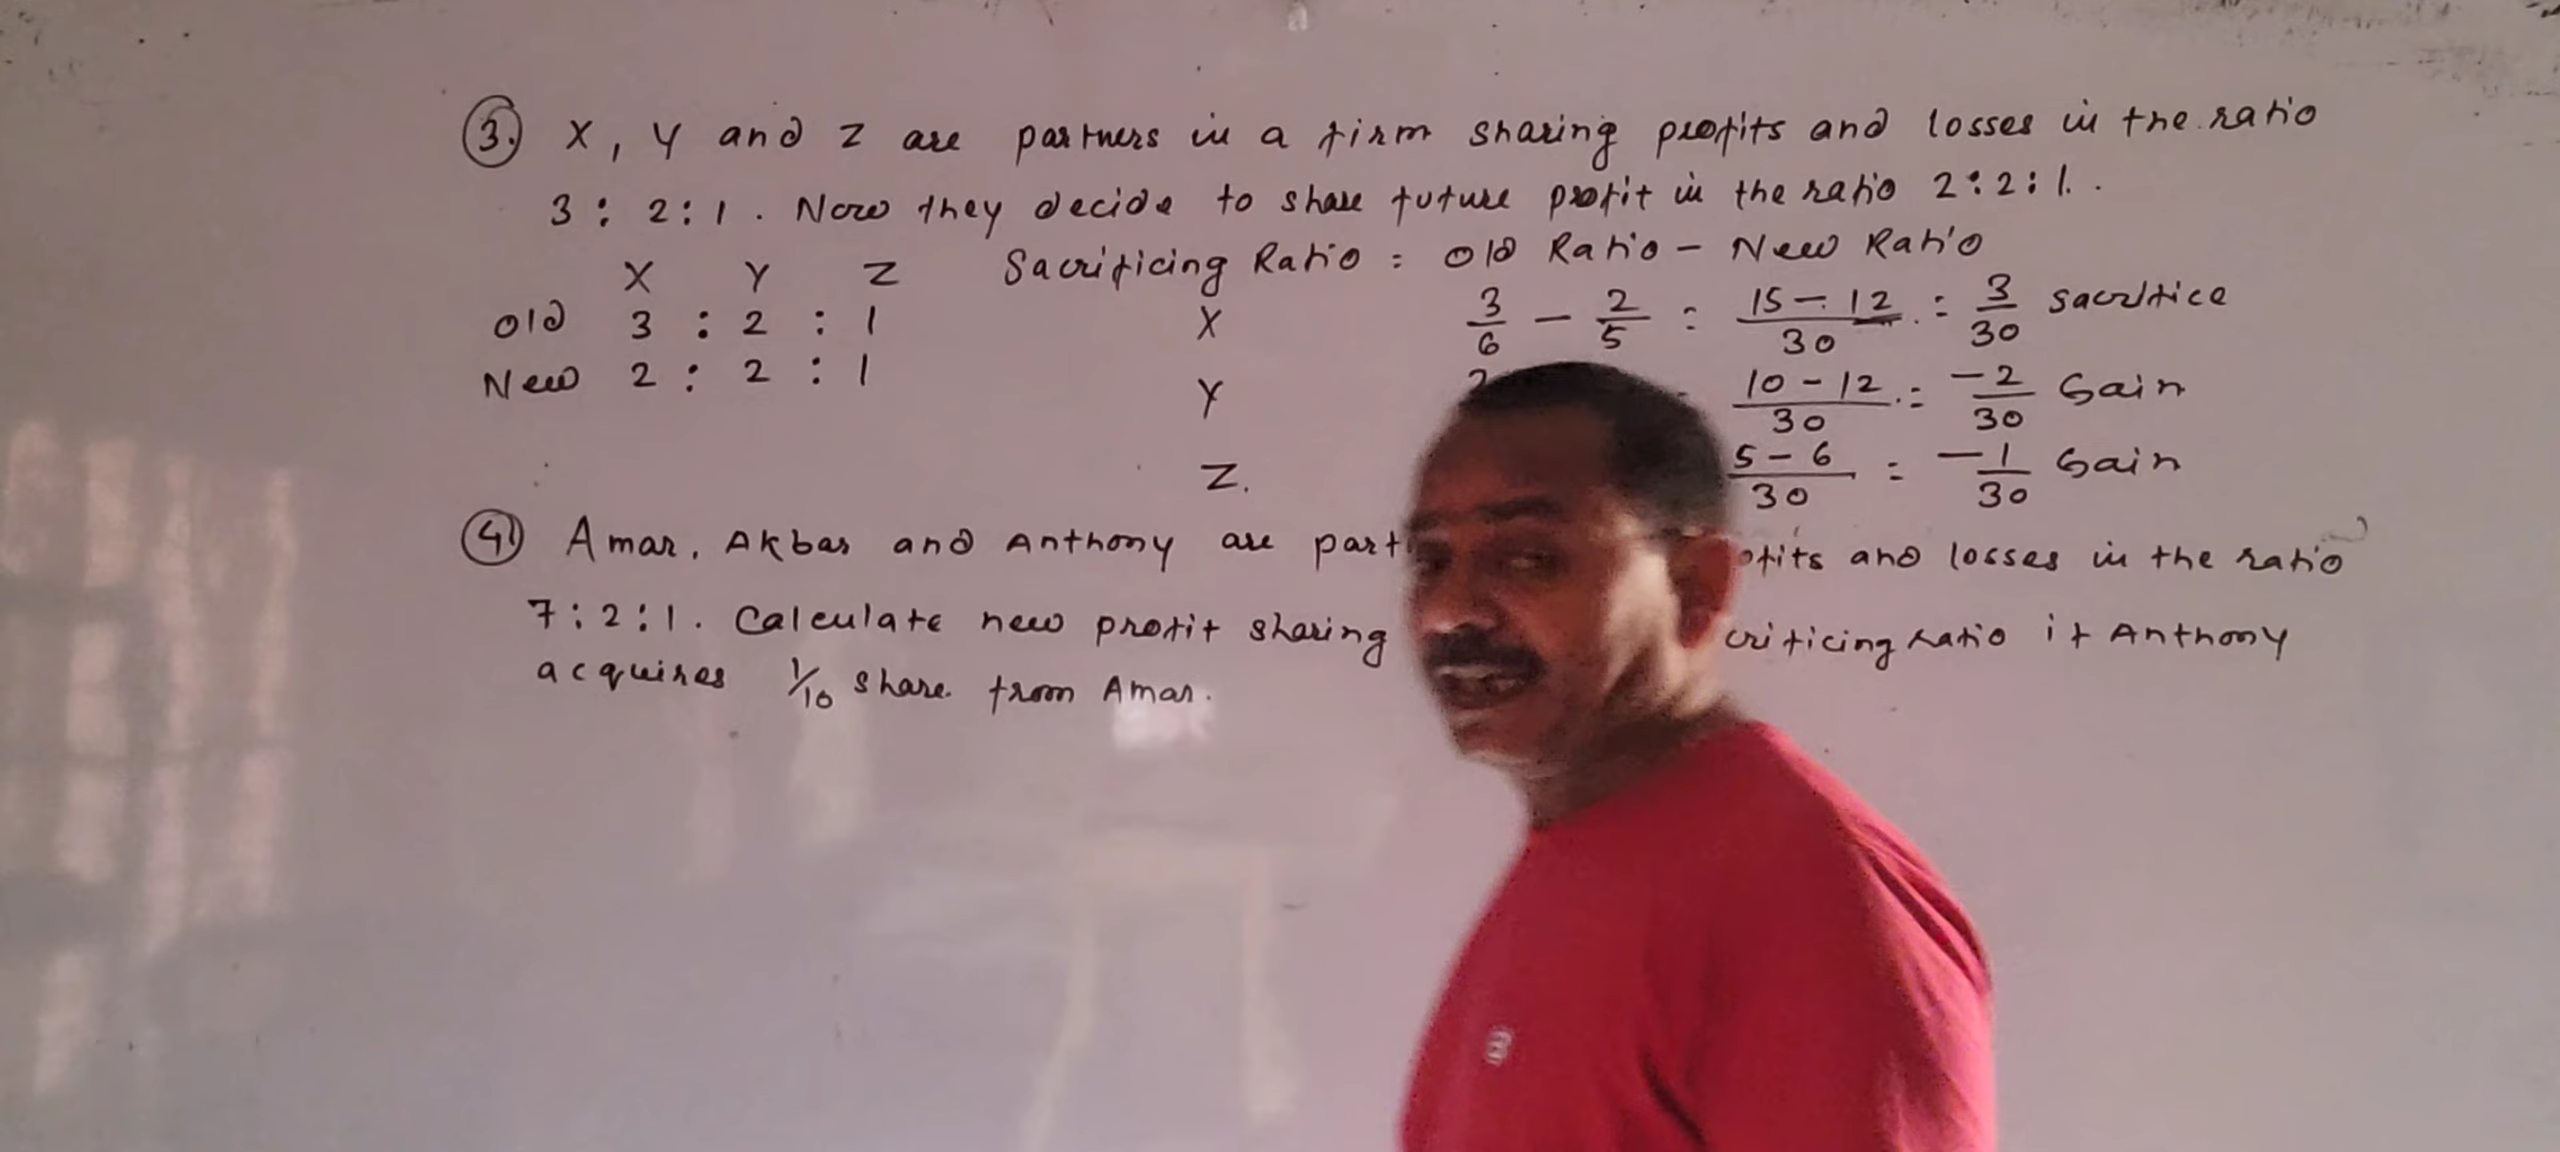 3. X, Y and Z are partners in a firm sharing profits and losses in the ratio
3 : 2 : 1 . Now they decide to share future profit in the ratio 2 : 2 : 1.
X Y Z Sacrificing Ratio = Old Ratio - New Ratio
Old 3 : 2 : 1 X 3/6 - 2/5 = 15 - 12/30 = 3/30 sacrifice
New 2 : 2 : 1 Y 10 - 12/30 = -2/30 Gain
Z. 5 - 6/30 = -1/30 Gain
4 Amar, Akbar and Anthony are and losses in the ratio
7 : 2 : 1. Calculate new profit sharing ratio if Anthony
acquires 1/10 share from Amar.